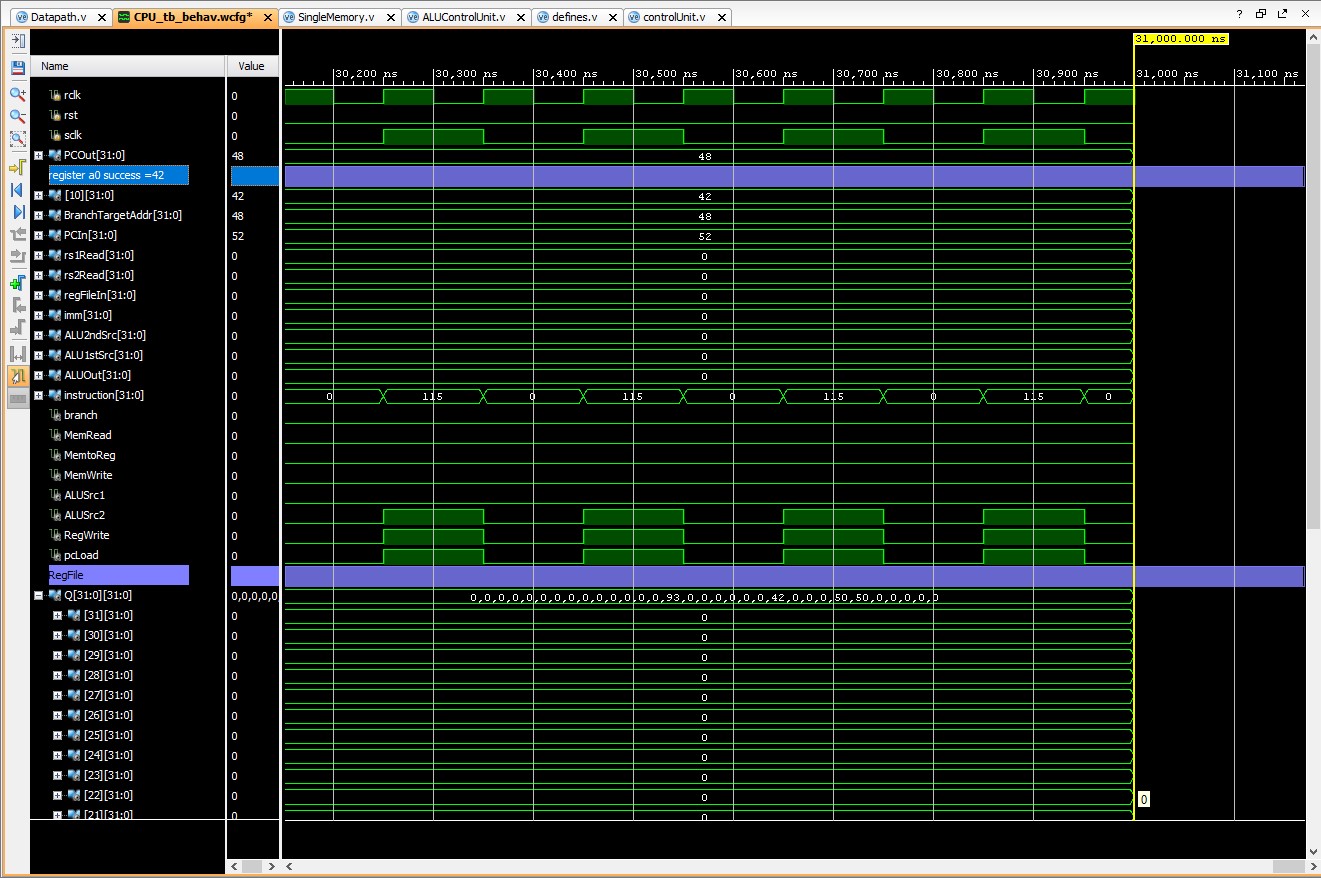 Datapath.v CPU_tb_behav.wcfg* SingleMemory.v ALUControlUnit.v defines.v controlUnit.v ?
31,000.000 ns
Name Value 30,200 ns 30,300 ns 30,400 ns 30,500 ns 30,600 ns 30,700 ns 30,800 ns 30,900 ns 31,000 ns 31,100 ns
rclk 0
rst 0
sclk 0
PCOut[31:0] 48 48
register a0 success =42
[10][31:0] 42 42
BranchTargetAddr[31:0] 48 48
PCIn[31:0] 52 52
rs1Read[31:0] 0 0
rs2Read[31:0] 0 0
regFileIn[31:0] 0 0
imm[31:0] 0 0
ALU2ndSrc[31:0] 0 0
ALU1stSrc[31:0] 0 0
ALUOut[31:0] 0 0
instruction[31:0] 0 0 115 0 115 0 115 0 115 0
branch 0
MemRead 0
MemtoReg 0
MemWrite 0
ALUSrc1 0
ALUSrc2 0
RegWrite 0
pcLoad 0
RegFile
Q[31:0][31:0] 0,0,0,0,0, 0,0,0,0,0,0,0,0,0,0,0,0,0,0,93,0,0,0,0,0,0,42,0,0,0,50,50,0,0,0,0,0
[31][31:0] 0 0
[30][31:0] 0 0
[29][31:0] 0 0
[28][31:0] 0 0
[27][31:0] 0 0
[26][31:0] 0 0
[25][31:0] 0 0
[24][31:0] 0 0
[23][31:0] 0 0
[22][31:0] 0 0 0
[21][31:0] 0 0